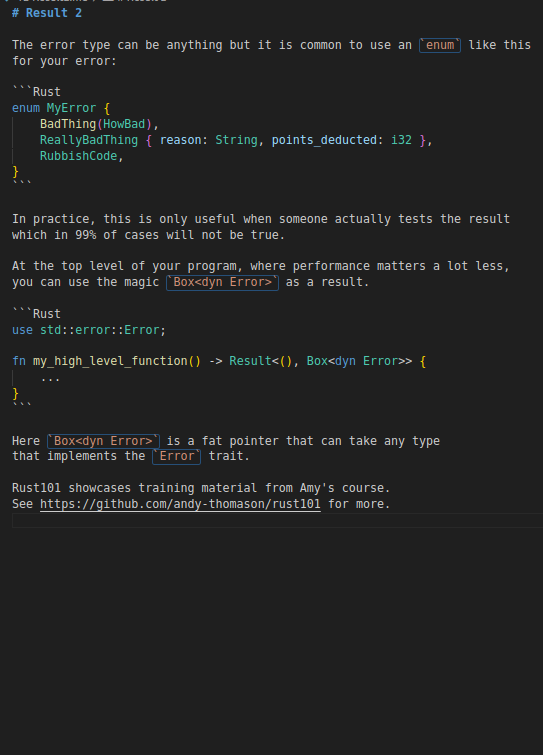 # Result 2
The error type can be anything but it is common to use an `enum` like this
for your error:
```Rust
enum MyError {
    BadThing(HowBad),
    ReallyBadThing { reason: String, points_deducted: i32 },
    RubbishCode,
}
```
In practice, this is only useful when someone actually tests the result
which in 99% of cases will not be true.
At the top level of your program, where performance matters a lot less,
you can use the magic `Box<dyn Error>` as a result.
```Rust
use std::error::Error;
fn my_high_level_function() -> Result<(), Box<dyn Error>> {
    ...
}
```
Here `Box<dyn Error>` is a fat pointer that can take any type
that implements the `Error` trait.
Rust101 showcases training material from Amy's course.
See https://github.com/andy-thomason/rust101 for more.